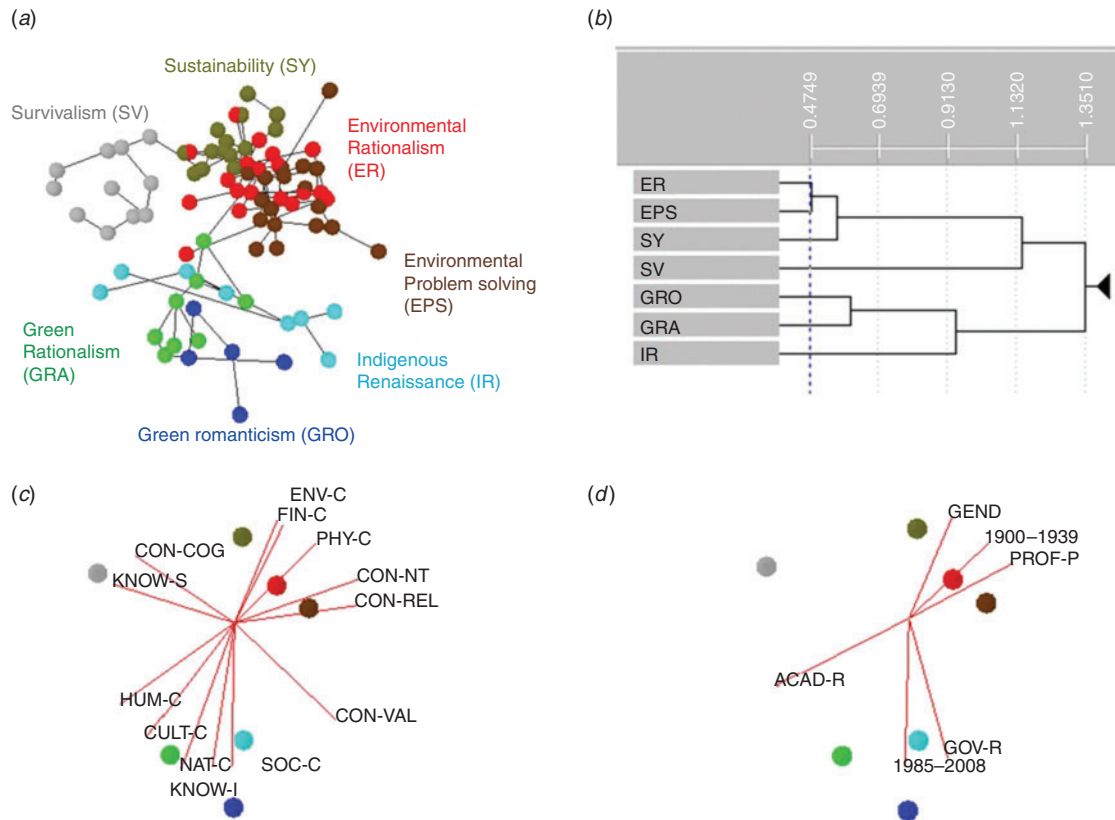 (a)
Sustainability (SY)
Survivalism (SV)
Environmental
Rationalism
(ER)
Environmental
Problem solving
(EPS)
Green
Rationalism
(GRA)
Indigenous
Renaissance (IR)
Green romanticism (GRO)
(b)
0.4749
0.6939
0.9130
1.1320
1.3510
ER
EPS
SY
SV
GRO
GRA
IR
(c)
ENV-C
FIN-C
PHY-C
CON-COG
CON-NT
KNOW-S
CON-REL
HUM-C
CON-VAL
CULT-C
NAT-C
SOC-C
KNOW-I
(d)
GEND
1900–1939
PROF-P
ACAD-R
GOV-R
1985–2008